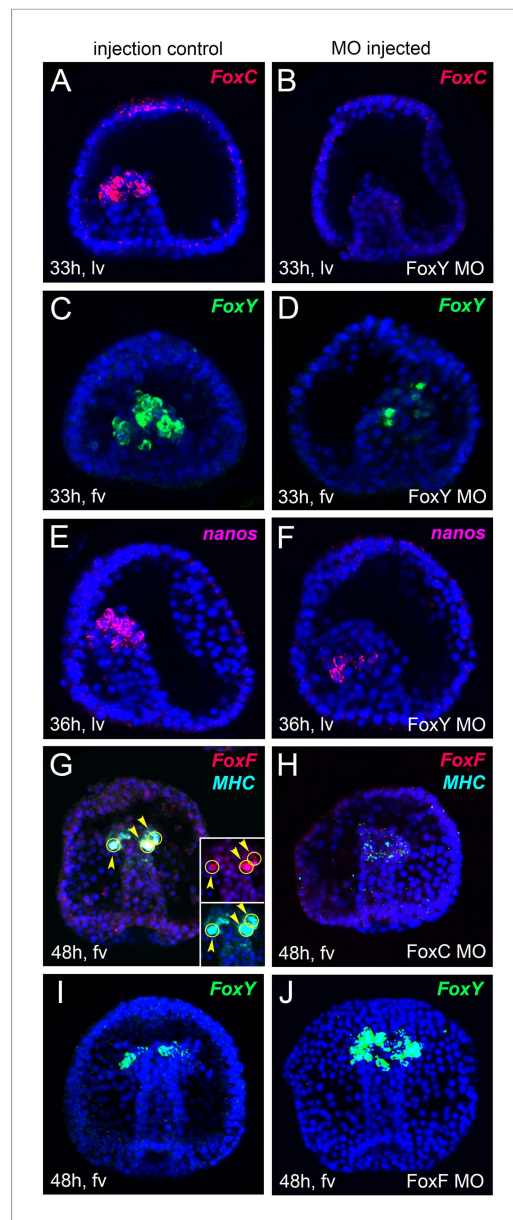 injection control
MO injected
A
FoxC
33h, lv
B
FoxC
33h, lv
FoxY MO
C
FoxY
33h, fv
D
FoxY
33h, fv
FoxY MO
E
nanos
36h, lv
F
nanos
36h, lv
FoxY MO
G
FoxF
MHC
48h, fv
H
FoxF
MHC
48h, fv
FoxC MO
I
FoxY
48h, fv
J
FoxY
48h, fv
FoxF MO